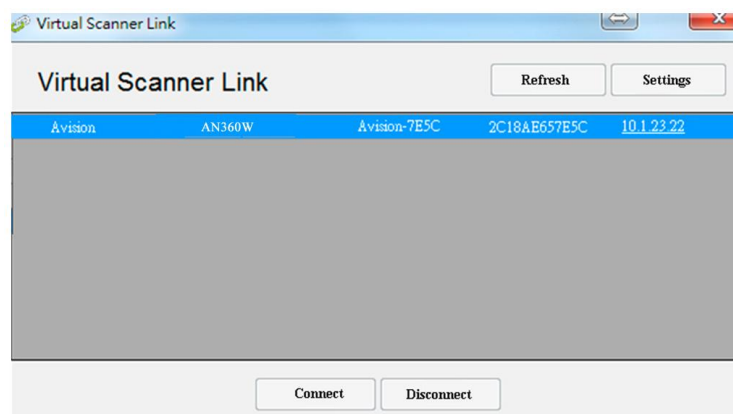 Virtual Scanner Link
Virtual Scanner Link
Refresh Settings
Avision AN360W Avision-7E5C 2C18AE657E5C 10.1.23.22
Connect Disconnect